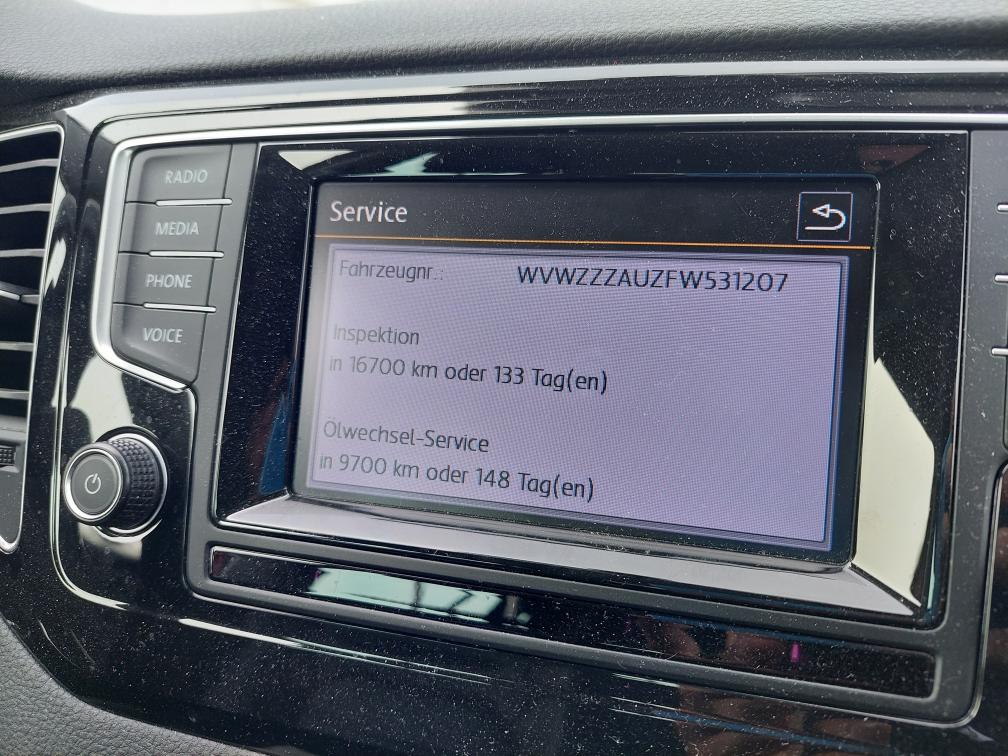 RADIO
MEDIA
PHONE
VOICE
Service
Fahrzeugnr.: WVWZZZAUZFW531207
Inspektion
in 16700 km oder 133 Tag(en)
Ölwechsel-Service
in 9700 km oder 148 Tag(en)